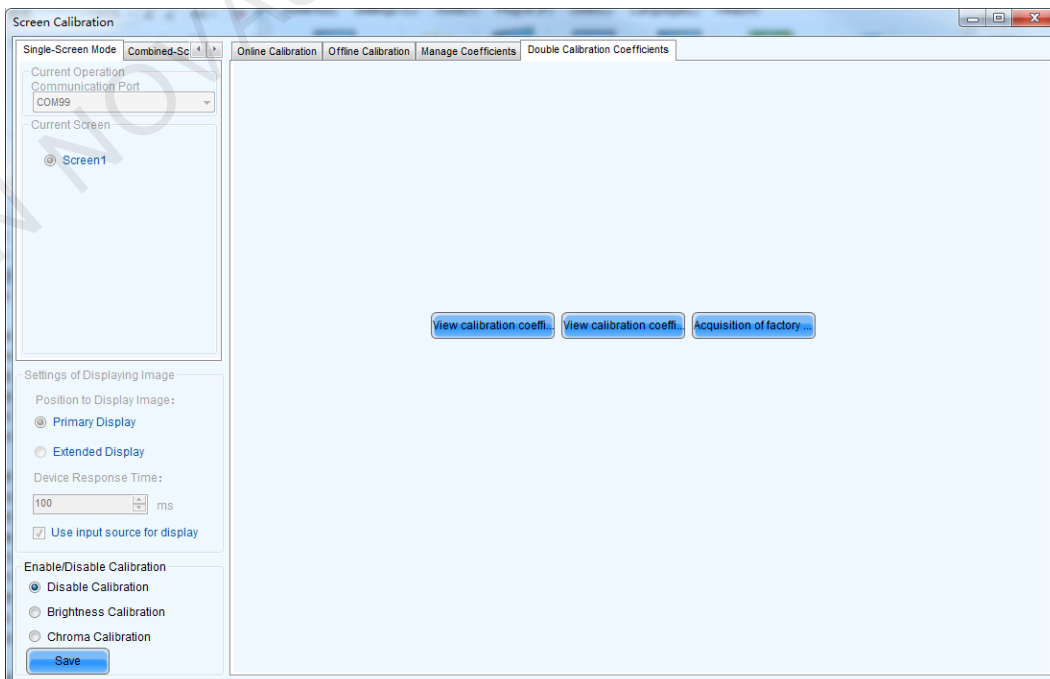 Screen Calibration
Single-Screen Mode Combined-Sc
Online Calibration Offline Calibration Manage Coefficients Double Calibration Coefficients
Current Operation
Communication Port
COM99
Current Screen
Screen1
View calibration coeffi... View calibration coeffi... Acquisition of factory ...
Settings of Displaying Image
Position to Display Image:
Primary Display
Extended Display
Device Response Time:
100 ms
Use input source for display
Enable/Disable Calibration
Disable Calibration
Brightness Calibration
Chroma Calibration
Save